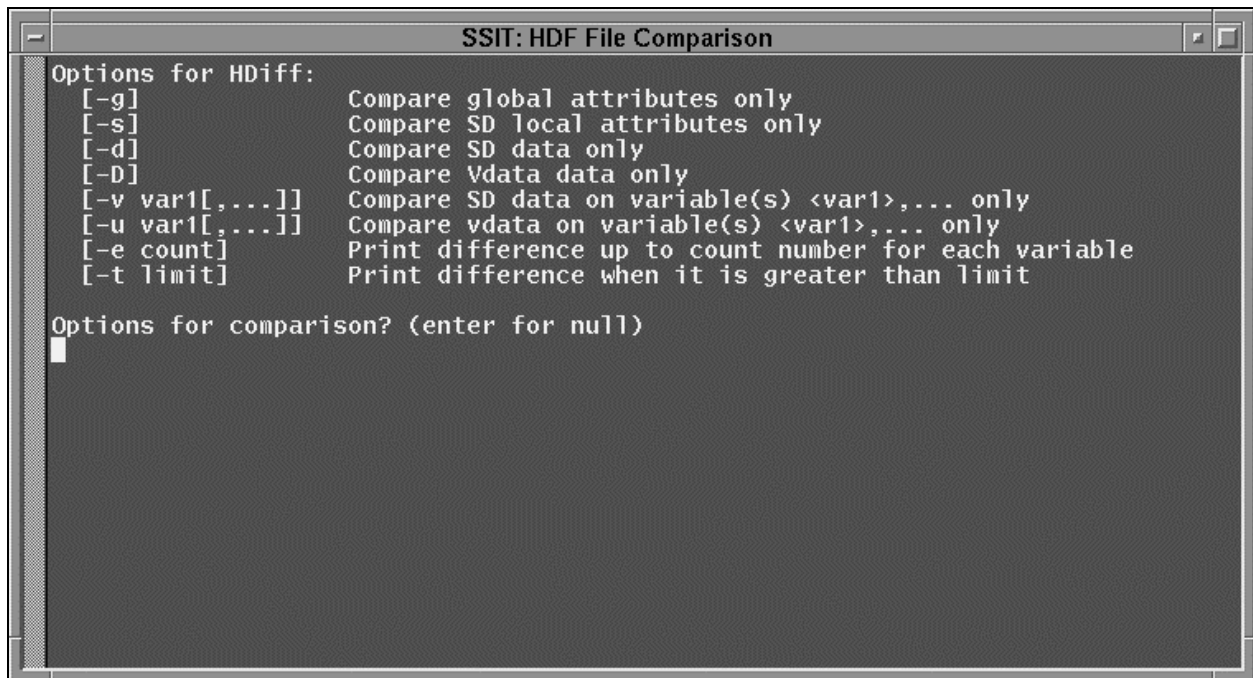 SSIT: HDF File Comparison
Options for HDiff:
[-g] Compare global attributes only
[-s] Compare SD local attributes only
[-d] Compare SD data only
[-D] Compare Vdata data only
[-v var1[,...]] Compare SD data on variable(s) <var1>,... only
[-u var1[,...]] Compare vdata on variable(s) <var1>,... only
[-e count] Print difference up to count number for each variable
[-t limit] Print difference when it is greater than limit
Options for comparison? (enter for null)